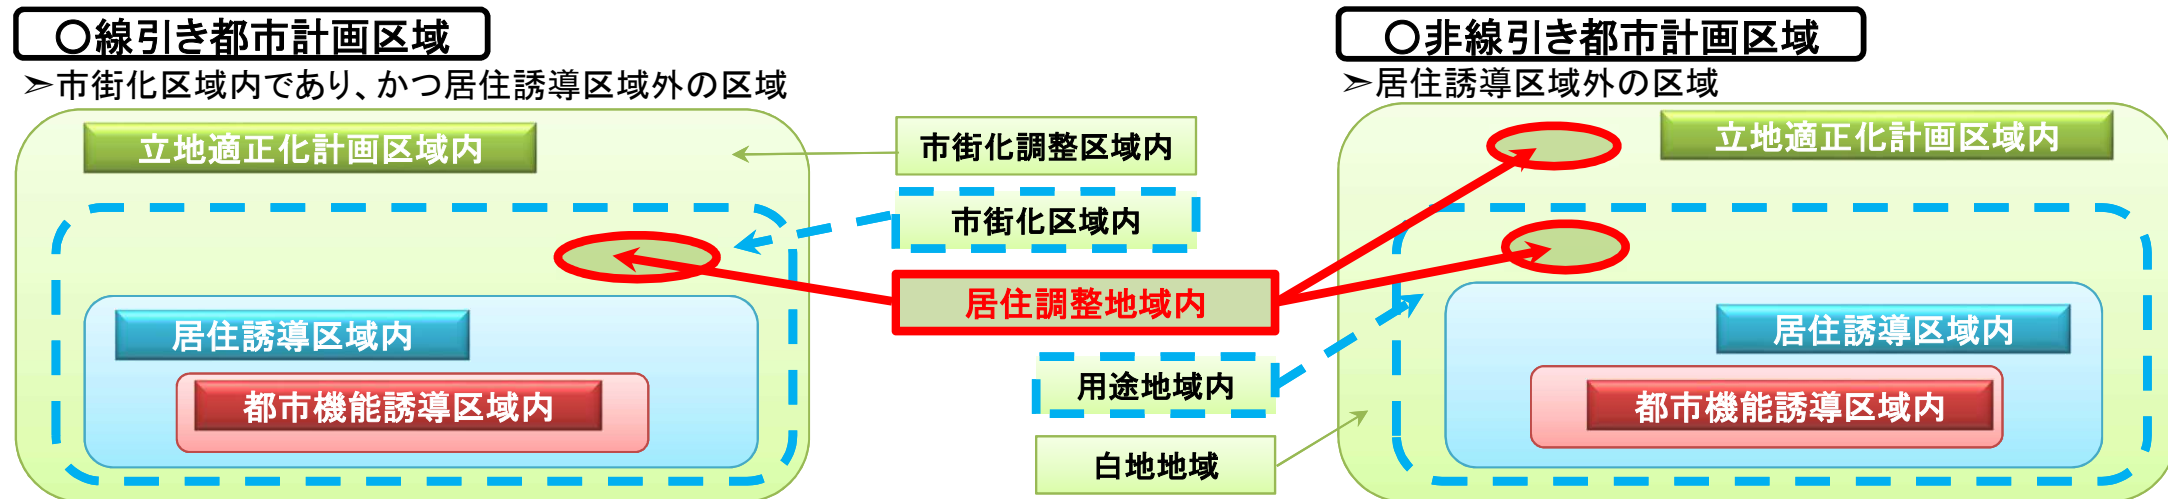 〇線引き都市計画区域
➢市街化区域内であり、かつ居住誘導区域外の区域
立地適正化計画区域内
居住誘導区域内
都市機能誘導区域内
市街化調整区域内
市街化区域内
居住調整地域内
用途地域内
白地地域
〇非線引き都市計画区域
➢居住誘導区域外の区域
立地適正化計画区域内
居住誘導区域内
都市機能誘導区域内